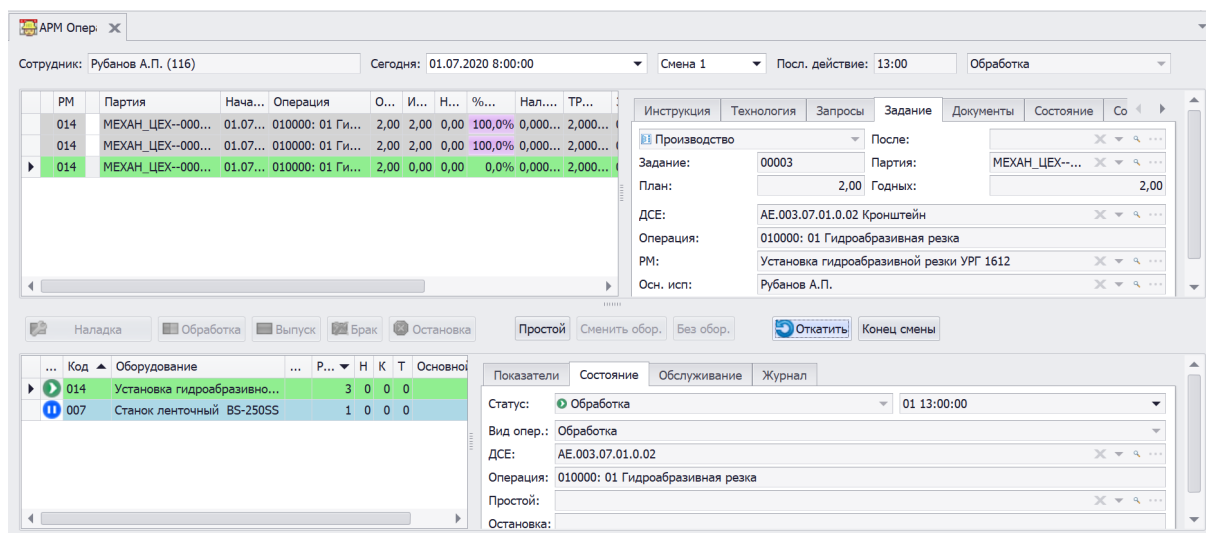 АРМ Опера
Сотрудник: Рубанов А.П. (116) Сегодня: 01.07.2020 8:00:00 Смена 1 Посл. действие: 13:00 Обработка
РМ Партия Нача... Операция О... И... Н... %... Нал.... ТР...
014 МЕХАН_ЦЕХ--000... 01.07... 010000: 01 Ги... 2,00 2,00 0,00 100,0% 0,000... 2,000...
014 МЕХАН_ЦЕХ--000... 01.07... 010000: 01 Ги... 2,00 2,00 0,00 100,0% 0,000... 2,000...
014 МЕХАН_ЦЕХ--000... 01.07... 010000: 01 Ги... 2,00 0,00 0,00 0,0% 0,000... 2,000...
Инструкция Технология Запросы Задание Документы Состояние Со
Производство После:
Задание: 00003 Партия: МЕХАН_ЦЕХ--...
План: 2,00 Годных: 2,00
ДСЕ: АЕ.003.07.01.0.02 Кронштейн
Операция: 010000: 01 Гидроабразивная резка
РМ: Установка гидроабразивной резки УРГ 1612
Осн. исп: Рубанов А.П.
Наладка Обработка Выпуск Брак Остановка Простой Сменить обор. Без обор. Откатить Конец смены
... Код Оборудование ... Р... Н К Т Основной
014 Установка гидроабразивно... 3 0 0 0
007 Станок ленточный BS-250SS 1 0 0 0
Показатели Состояние Обслуживание Журнал
Статус: Обработка 01 13:00:00
Вид опер.: Обработка
ДСЕ: АЕ.003.07.01.0.02
Операция: 010000: 01 Гидроабразивная резка
Простой:
Остановка: